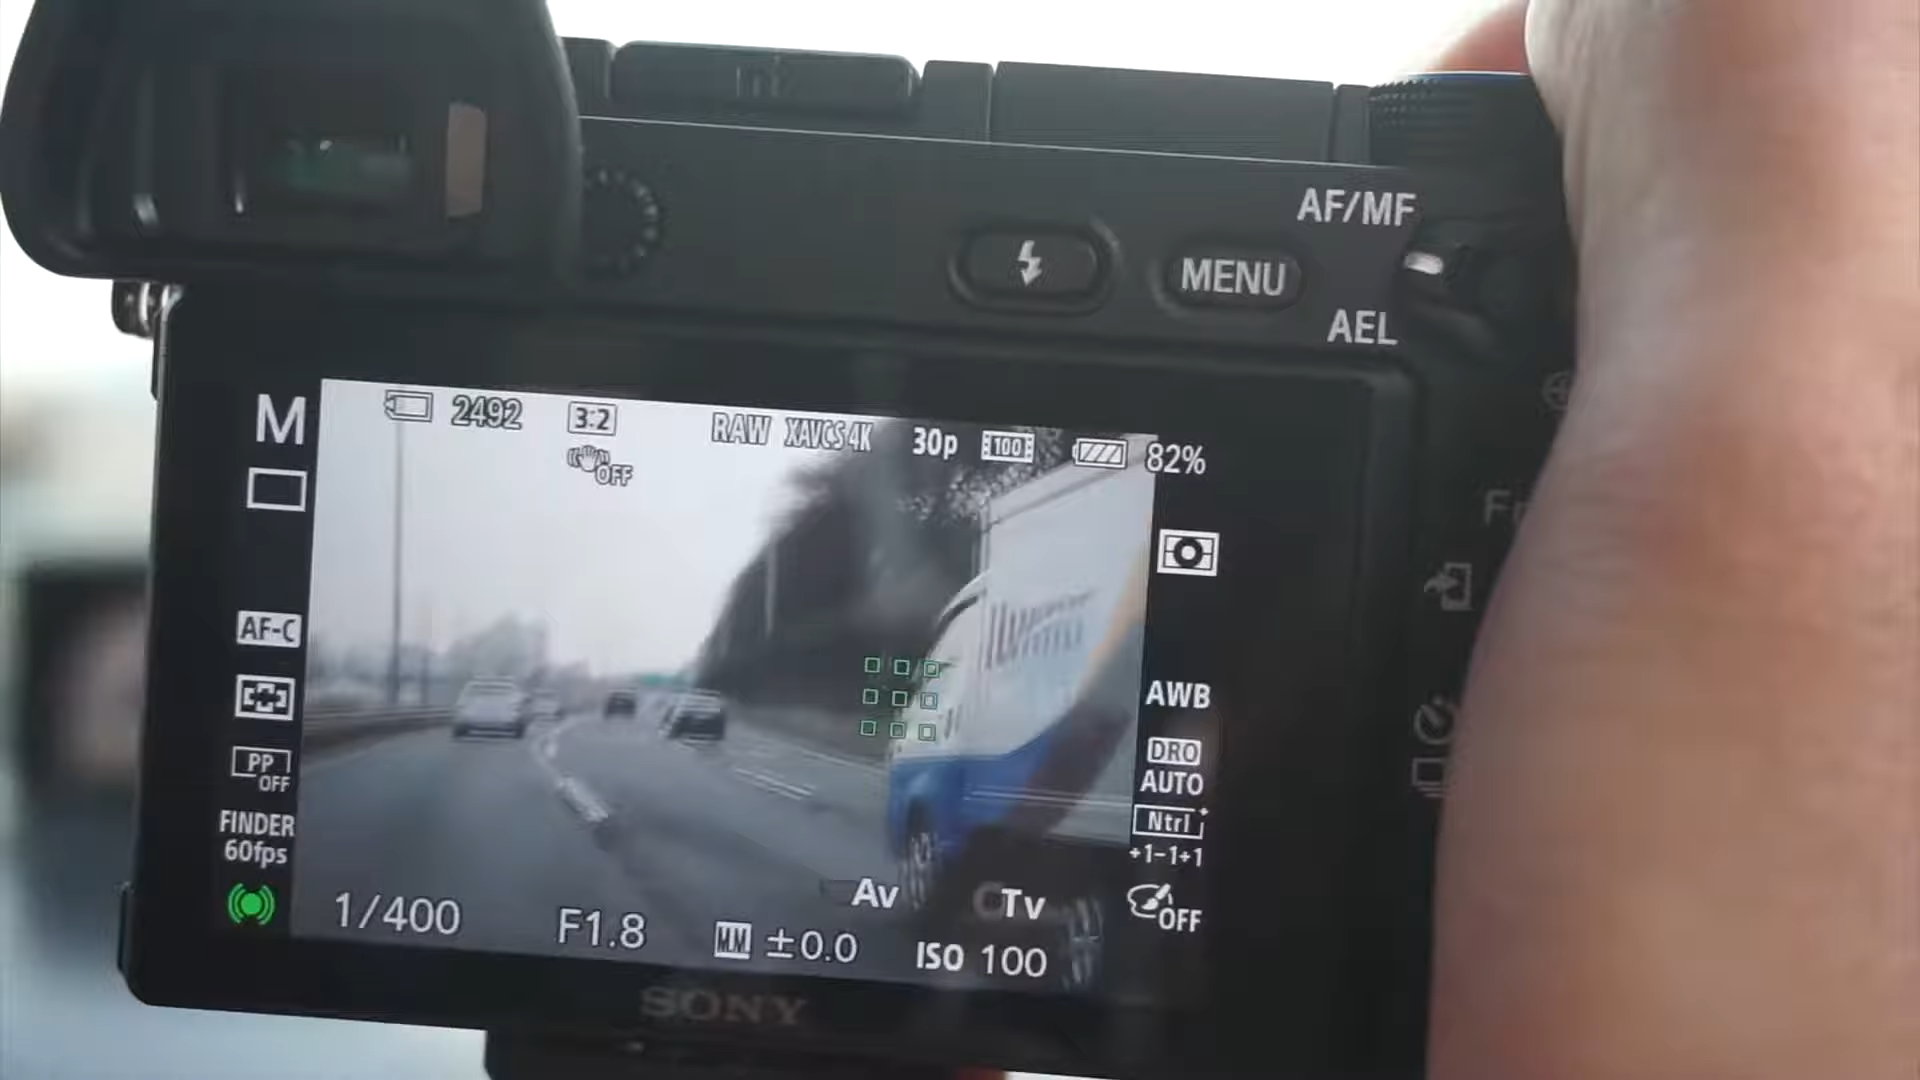 AF/MF
MENU
AEL
M
2492
3:2
RAW XAVC S 4K
30p
100
82%
OFF
AF-C
PP
OFF
FINDER
60fps
AWB
DRO
AUTO
Ntrl
+1-1+1
OFF
Av
Tv
1/400
F1.8
MM
±0.0
ISO 100
SONY